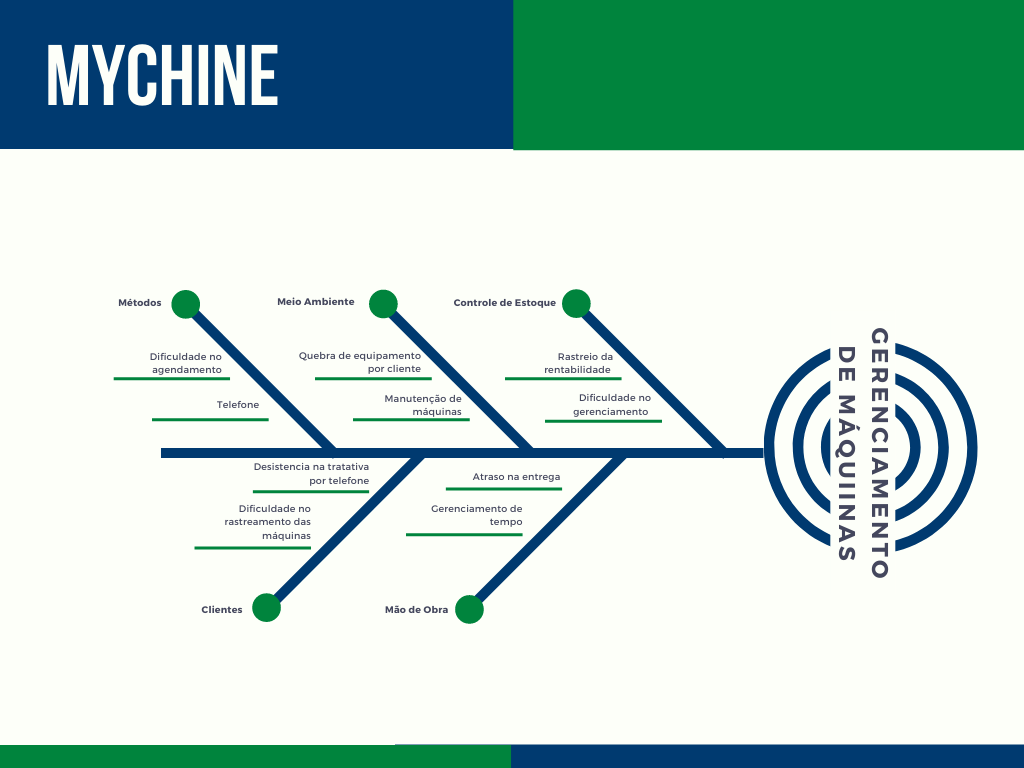 MYCHINE
Métodos
Meio Ambiente
Controle de Estoque
Dificuldade no
agendamento
Telefone
Quebra de equipamento
por cliente
Manutenção de
máquinas
Rastreio da
rentabilidade
Dificuldade no
gerenciamento
GERENCIAMENTO
DE MÁQUINAS
Desistencia na tratativa
por telefone
Dificuldade no
rastreamento das
máquinas
Atraso na entrega
Gerenciamento de
tempo
Clientes
Mão de Obra